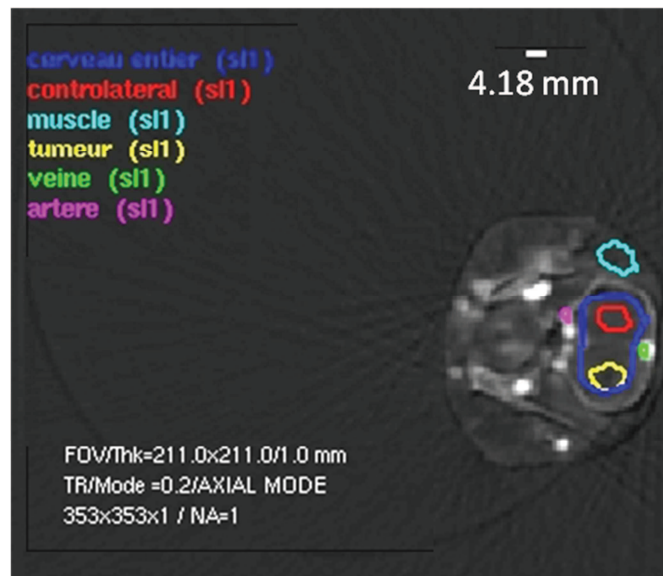 cerveau entier (sl1)
controlateral (sl1)
muscle (sl1)
tumeur (sl1)
veine (sl1)
artere (sl1)
4.18 mm
FOV/Thk=211.0x211.0/1.0 mm
TR/Mode =0.2/AXIAL MODE
353x353x1 / NA=1